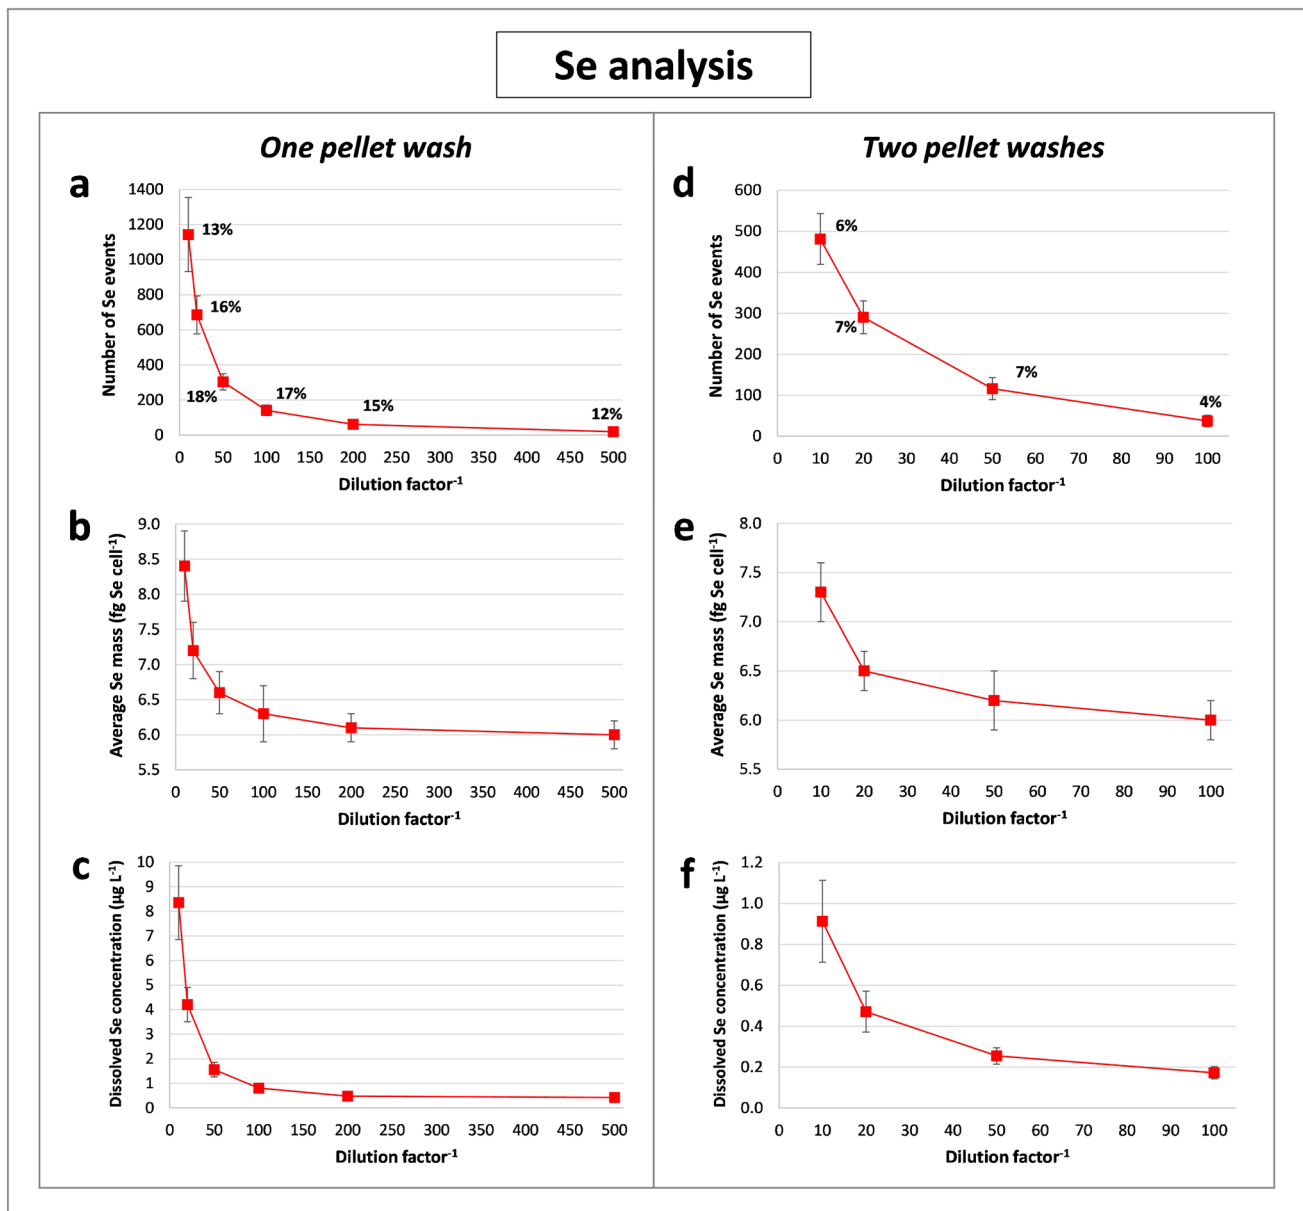 Se analysis
One pellet wash
a
Number of Se events
1400
1200
1000
800
600
400
200
0
13%
16%
18%
17%
15%
12%
0 50 100 150 200 250 300 350 400 450 500
Dilution factor⁻¹
b
Average Se mass (fg Se cell⁻¹)
9.0
8.5
8.0
7.5
7.0
6.5
6.0
5.5
0 50 100 150 200 250 300 350 400 450 500
Dilution factor⁻¹
c
Dissolved Se concentration (µg L⁻¹)
10
9
8
7
6
5
4
3
2
1
0
0 50 100 150 200 250 300 350 400 450 500
Dilution factor⁻¹
Two pellet washes
d
Number of Se events
600
500
400
300
200
100
0
6%
7%
7%
4%
0 10 20 30 40 50 60 70 80 90 100
Dilution factor⁻¹
e
Average Se mass (fg Se cell⁻¹)
8.0
7.5
7.0
6.5
6.0
5.5
0 10 20 30 40 50 60 70 80 90 100
Dilution factor⁻¹
f
Dissolved Se concentration (µg L⁻¹)
1.2
1.0
0.8
0.6
0.4
0.2
0.0
0 10 20 30 40 50 60 70 80 90 100
Dilution factor⁻¹